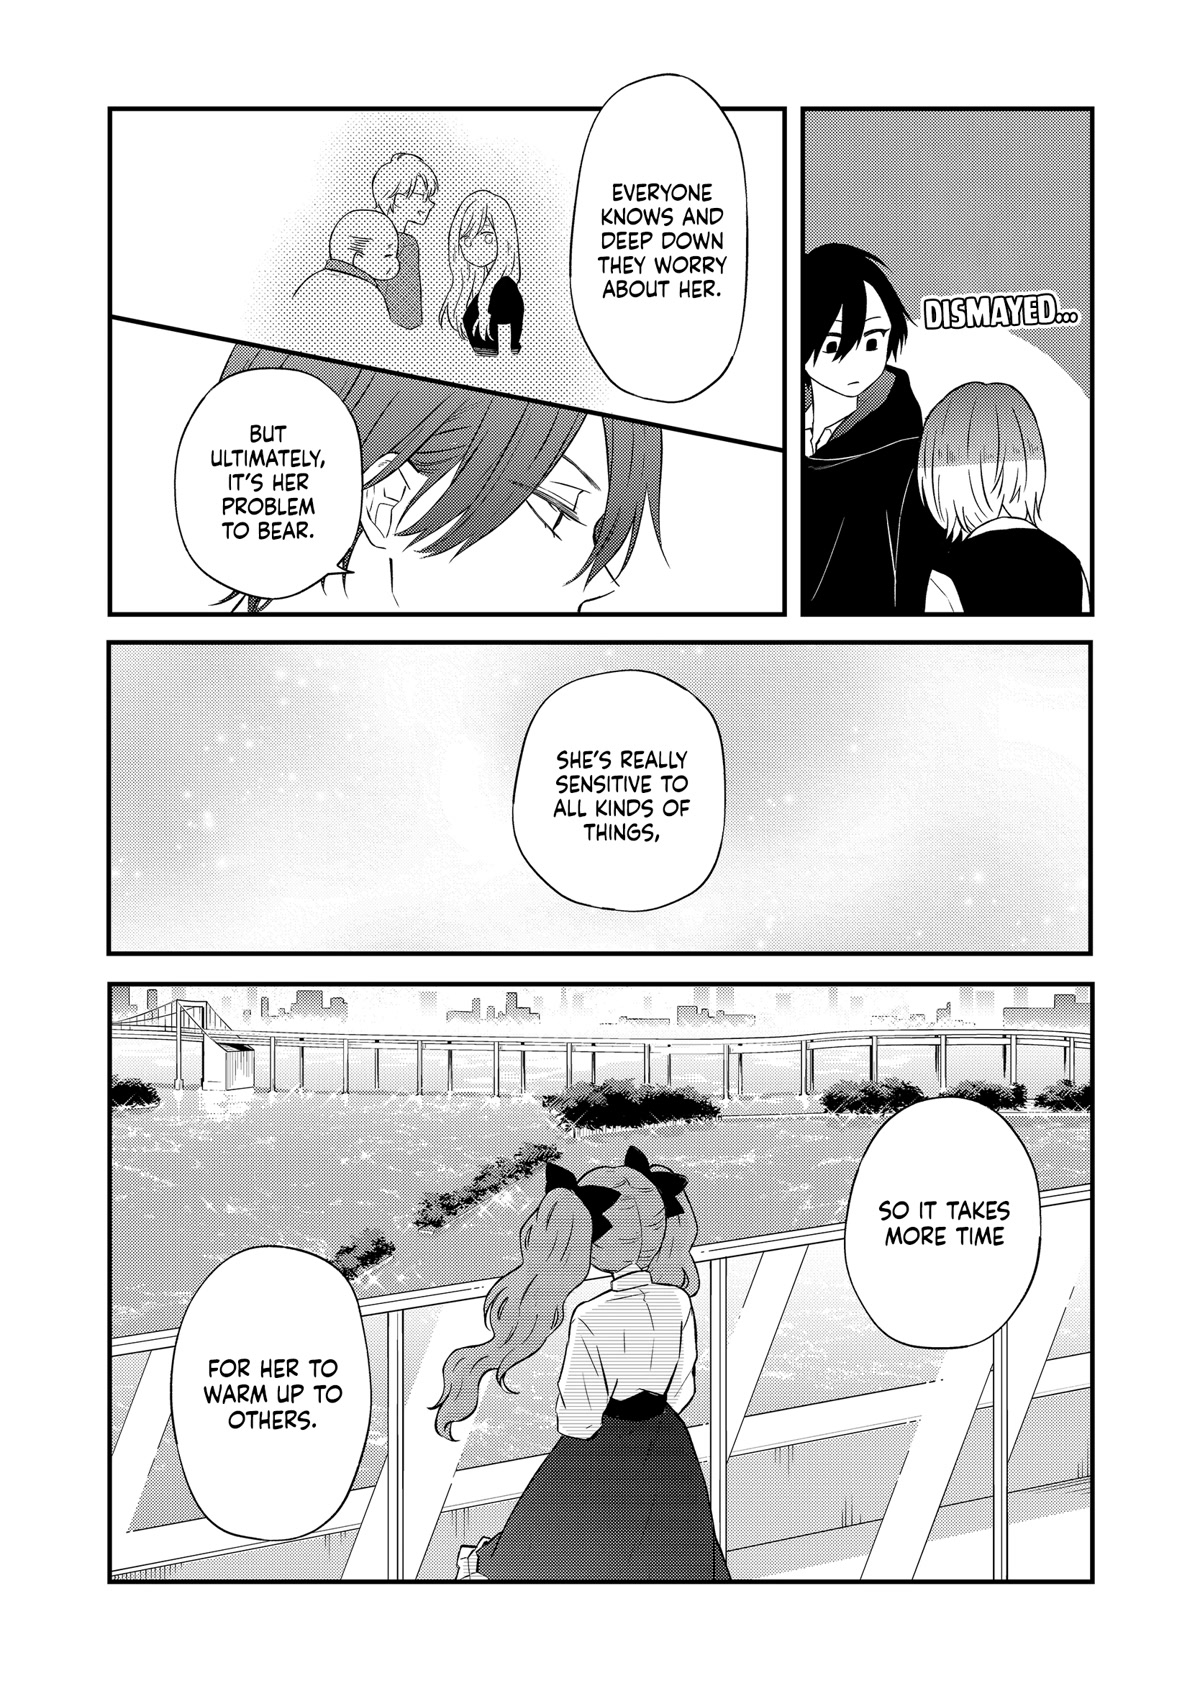 DISMAYED...
EVERYONE
KNOWS AND
DEEP DOWN
THEY WORRY
ABOUT HER.
BUT
ULTIMATELY,
IT'S HER
PROBLEM
TO BEAR.
SHE'S REALLY
SENSITIVE TO
ALL KINDS OF
THINGS,
SO IT TAKES
MORE TIME
FOR HER TO
WARM UP TO
OTHERS.